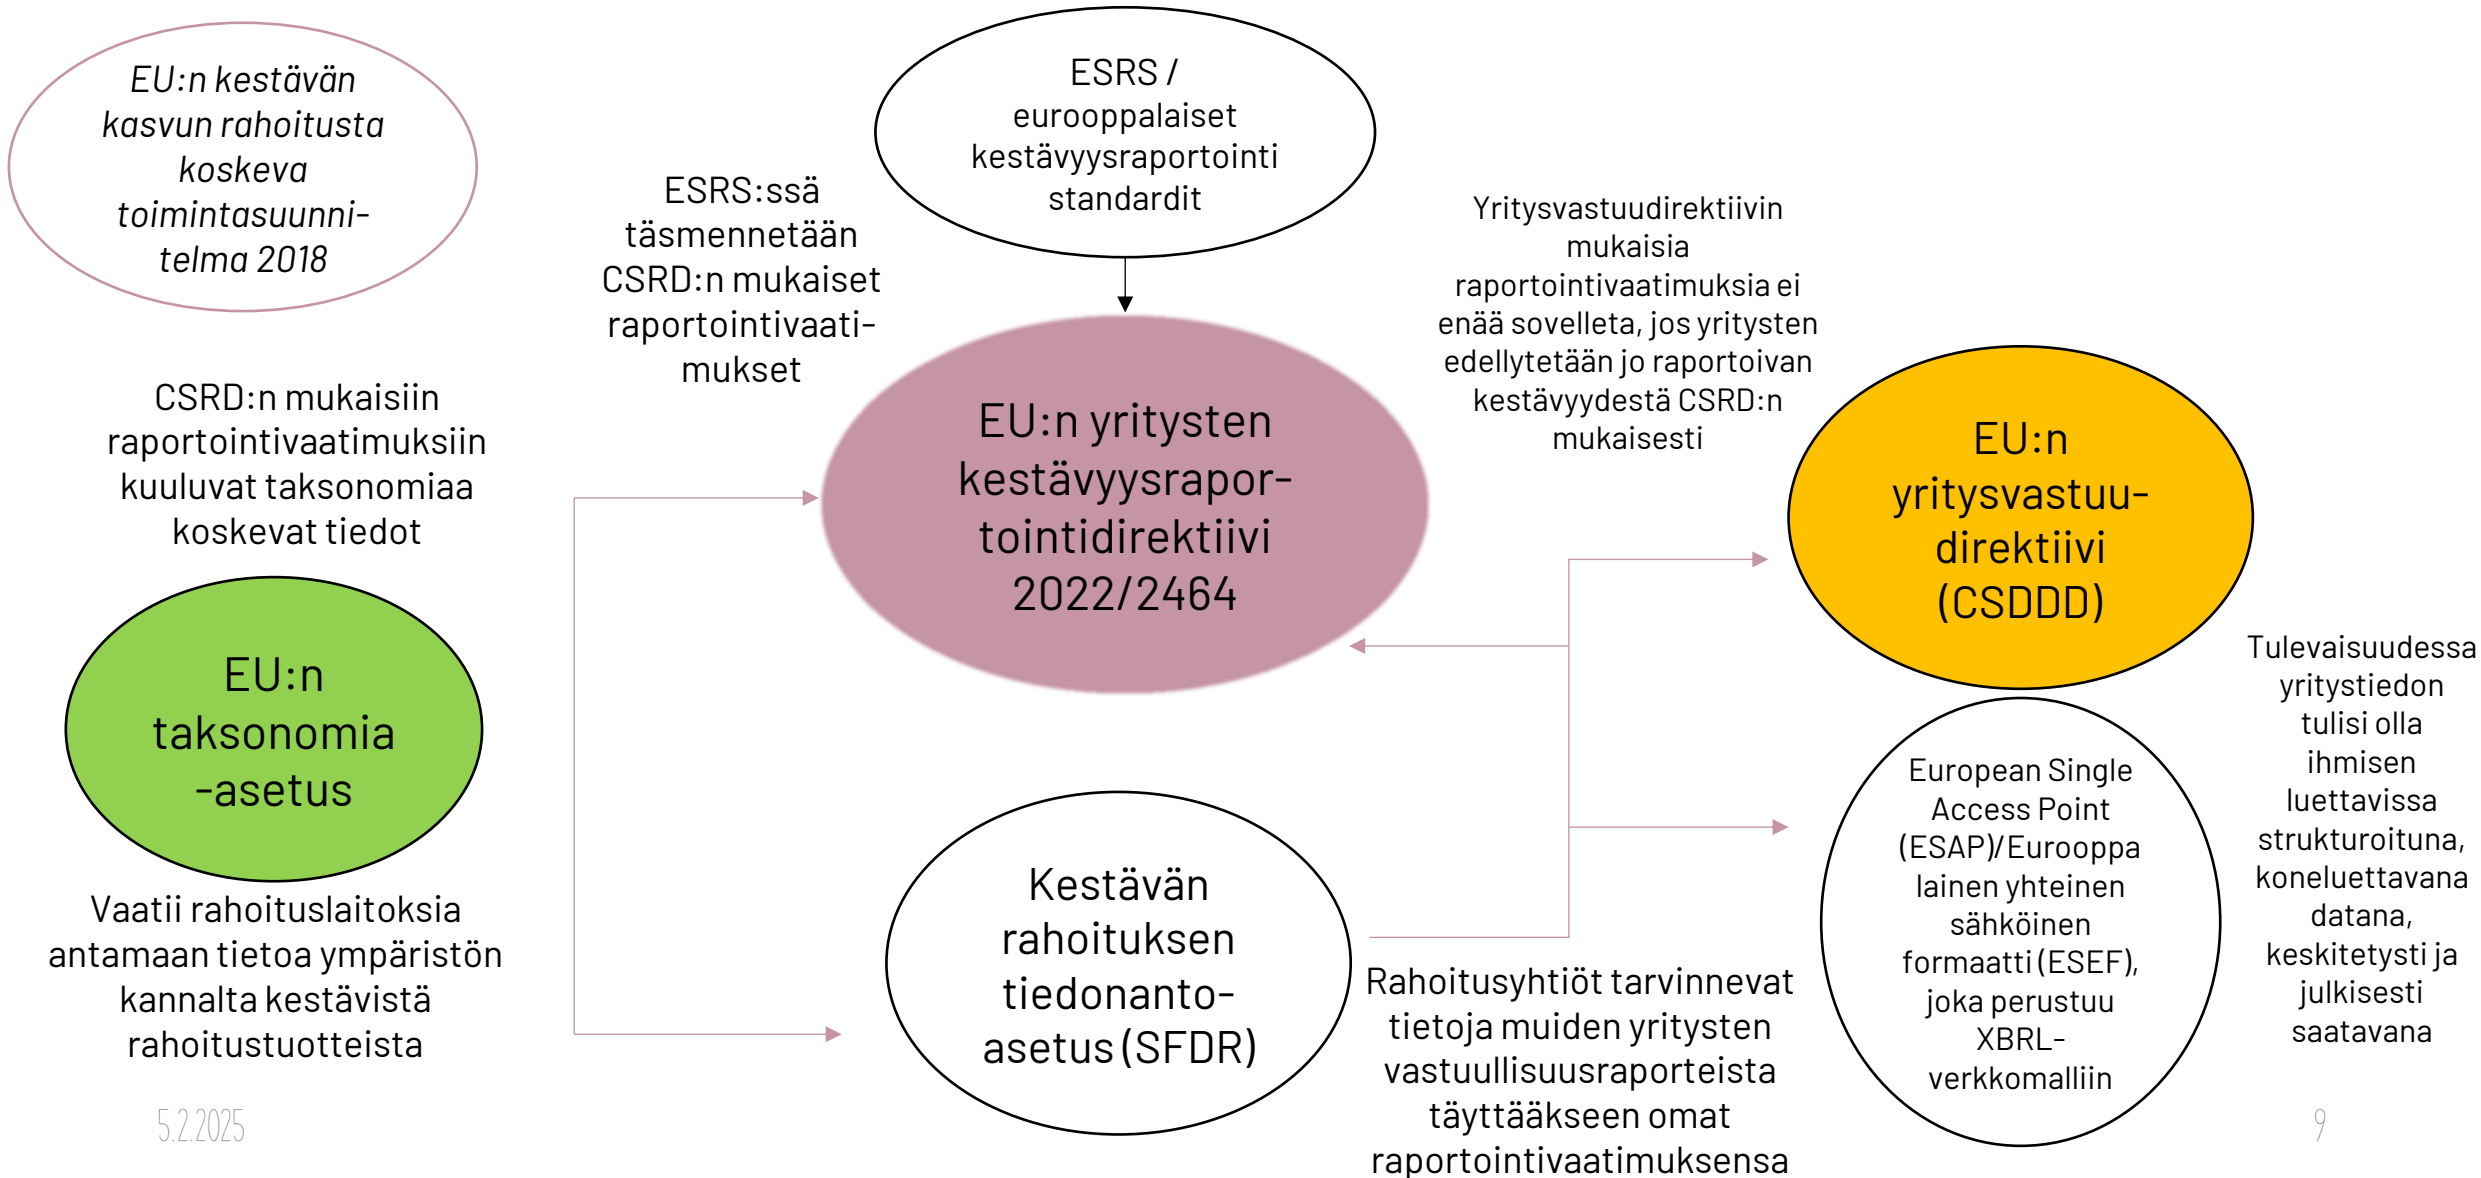 EU:n kestävän
kasvun rahoitusta
koskeva
toimintasuunni-
telma 2018
ESRS /
eurooppalaiset
kestävyysraportointi
standardit
ESRS:ssä
täsmennetään
CSRD:n mukaiset
raportointivaati-
mukset
Yritysvastuudirektiivin
mukaisia
raportointivaatimuksia ei
enää sovelleta, jos yritysten
edellytetään jo raportoivan
kestävyydestä CSRD:n
mukaisesti
CSRD:n mukaisiin
raportointivaatimuksiin
kuuluvat taksonomiaa
koskevat tiedot
EU:n yritysten
kestävyysrapor-
tointidirektiivi
2022/2464
EU:n
yritysvastuu-
direktiivi
(CSDDD)
EU:n
taksonomia
-asetus
Tulevaisuudessa
yritystiedon
tulisi olla
ihmisen
luettavissa
strukturoituna,
koneluettavana
datana,
keskitetysti ja
julkisesti
saatavana
European Single
Access Point
(ESAP)/Eurooppa
lainen yhteinen
sähköinen
formaatti (ESEF),
joka perustuu
XBRL-
verkkomalliin
Kestävän
rahoituksen
tiedonanto-
asetus (SFDR)
Vaatii rahoituslaitoksia
antamaan tietoa ympäristön
kannalta kestävistä
rahoitustuotteista
Rahoitusyhtiöt tarvinnevat
tietoja muiden yritysten
vastuullisuusraporteista
täyttääkseen omat
raportointivaatimuksensa
5.2.2025
9